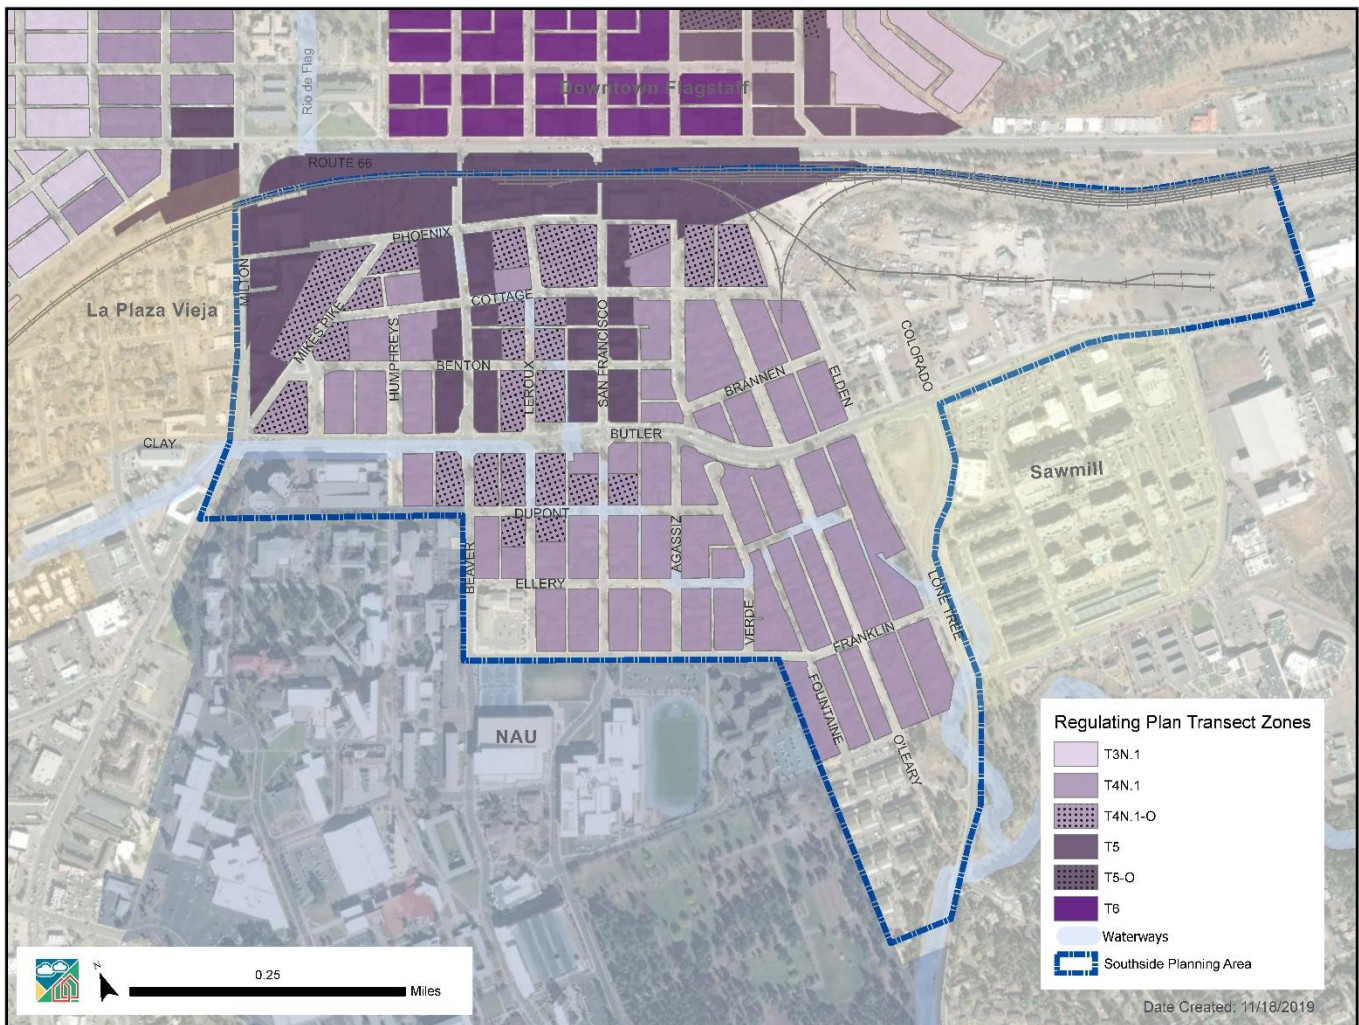 Rio de Flag
Downtown Flagstaff
ROUTE 66
PHOENIX
MILTON
La Plaza Vieja
MIKES PIKE
COTTAGE
HUMPHREYS
BENTON
LEROUX
SAN FRANCISCO
BRANNEN
ELDEN
COLORADO
CLAY
BUTLER
Sawmill
DUPONT
AGASSIZ
BEAVER
ELLERY
VERDE
LONE TREE
FRANKLIN
FOUNTAINE
O'LEARY
NAU
Regulating Plan Transect Zones
T3N.1
T4N.1
T4N.1-O
T5
T5-O
T6
Waterways
Southside Planning Area
N
0.25
Miles
Date Created: 11/18/2019